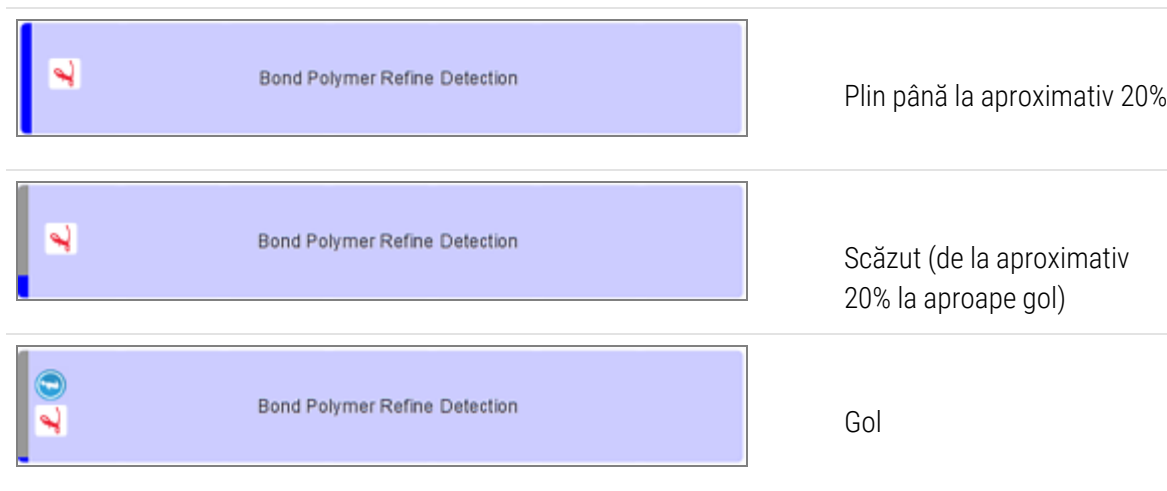 Bond Polymer Refine Detection
Plin până la aproximativ 20%
Bond Polymer Refine Detection
Scăzut (de la aproximativ
20% la aproape gol)
Bond Polymer Refine Detection
Gol